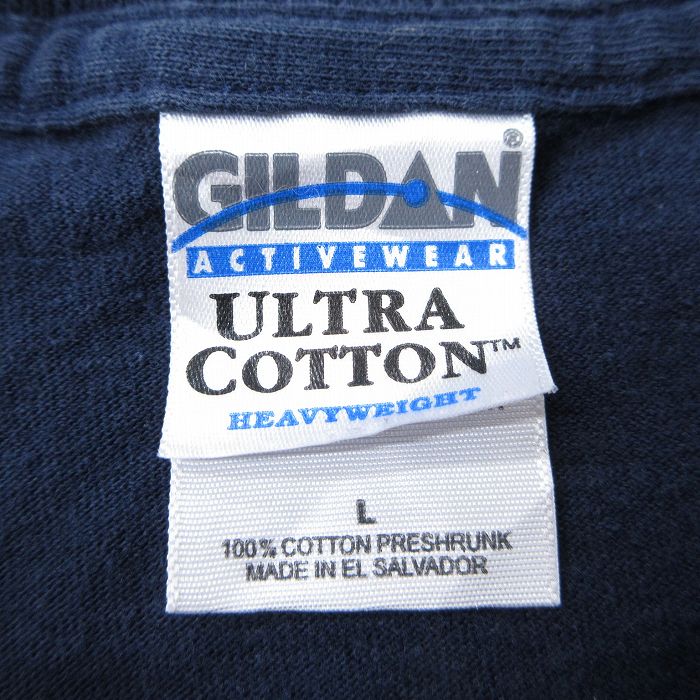 GILDAN®
ACTIVEWEAR
ULTRA
COTTON™
HEAVYWEIGHT
L
100% COTTON PRESHRUNK
MADE IN EL SALVADOR